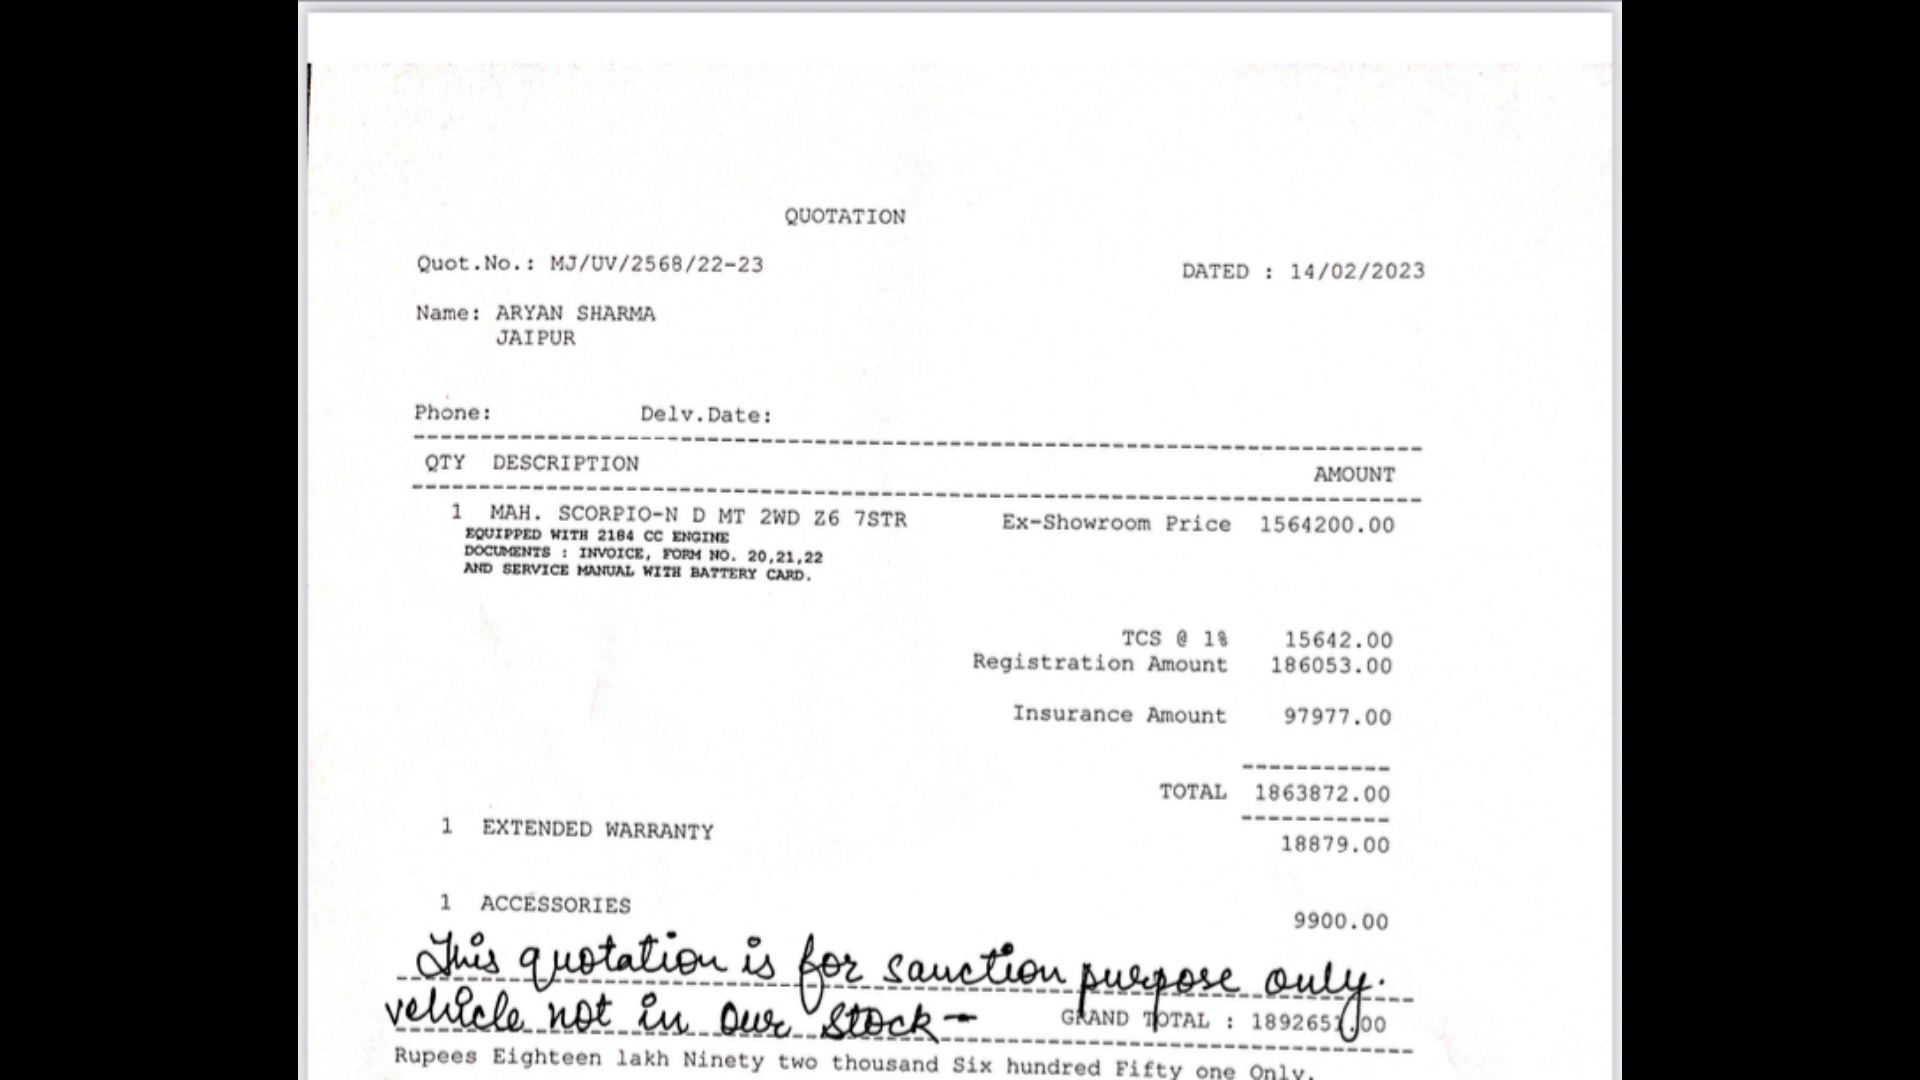 QUOTATION
Quot.No.: MJ/UV/2568/22-23
DATED : 14/02/2023
Name: ARYAN SHARMA
JAIPUR
Phone: Delv.Date:
QTY DESCRIPTION AMOUNT
1 MAH. SCORPIO-N D MT 2WD Z6 7STR Ex-Showroom Price 1564200.00
EQUIPPED WITH 2184 CC ENGINE
DOCUMENTS : INVOICE, FORM NO. 20,21,22
AND SERVICE MANUAL WITH BATTERY CARD.
TCS @ 1% 15642.00
Registration Amount 186053.00
Insurance Amount 97977.00
TOTAL 1863872.00
1 EXTENDED WARRANTY 18879.00
1 ACCESSORIES 9900.00
This quotation is for sanction purpose only.
vehicle not in our stock-
GRAND TOTAL : 1892651.00
Rupees Eighteen lakh Ninety two thousand Six hundred Fifty one Only.